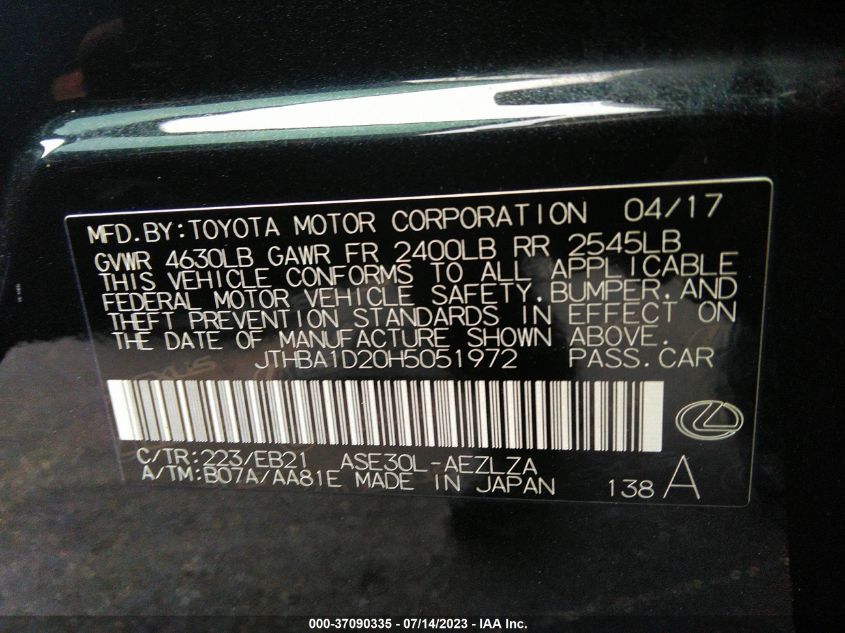 MFD.BY:TOYOTA MOTOR CORPORATION 04/17
GVWR 4630LB GAWR FR 2400LB RR 2545LB
THIS VEHICLE CONFORMS TO ALL APPLICABLE
FEDERAL MOTOR VEHICLE SAFETY,BUMPER,AND
THEFT PREVENTION STANDARDS IN EFFECT ON
THE DATE OF MANUFACTURE SHOWN ABOVE.
JTHBA1D20H5051972 PASS.CAR
C/TR:223/EB21 ASE30L-AEZLZA
A/TM:B07A/AA81E MADE IN JAPAN 138 A
000-37090335 - 07/14/2023 - IAA Inc.